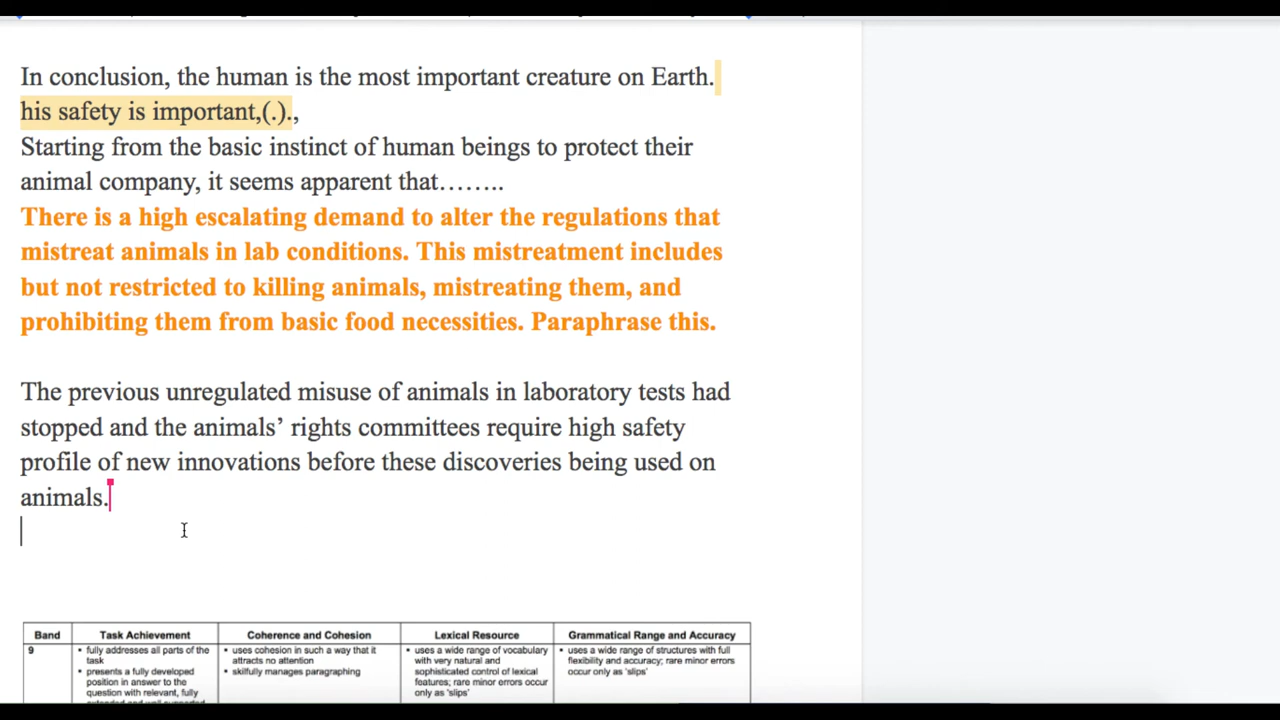 In conclusion, the human is the most important creature on Earth.
his safety is important,(.).,
Starting from the basic instinct of human beings to protect their
animal company, it seems apparent that……..
There is a high escalating demand to alter the regulations that
mistreat animals in lab conditions. This mistreatment includes
but not restricted to killing animals, mistreating them, and
prohibiting them from basic food necessities. Paraphrase this.
The previous unregulated misuse of animals in laboratory tests had
stopped and the animals’ rights committees require high safety
profile of new innovations before these discoveries being used on
animals.
Band Task Achievement Coherence and Cohesion Lexical Resource Grammatical Range and Accuracy
9 • fully addresses all parts of the • uses cohesion in such a way that it • uses a wide range of vocabulary • uses a wide range of structures with full
task attracts no attention with very natural and flexibility and accuracy; rare minor errors
• presents a fully developed • skilfully manages paragraphing sophisticated control of lexical occur only as 'slips'
position in answer to the features; rare minor errors occur
question with relevant, fully only as 'slips'